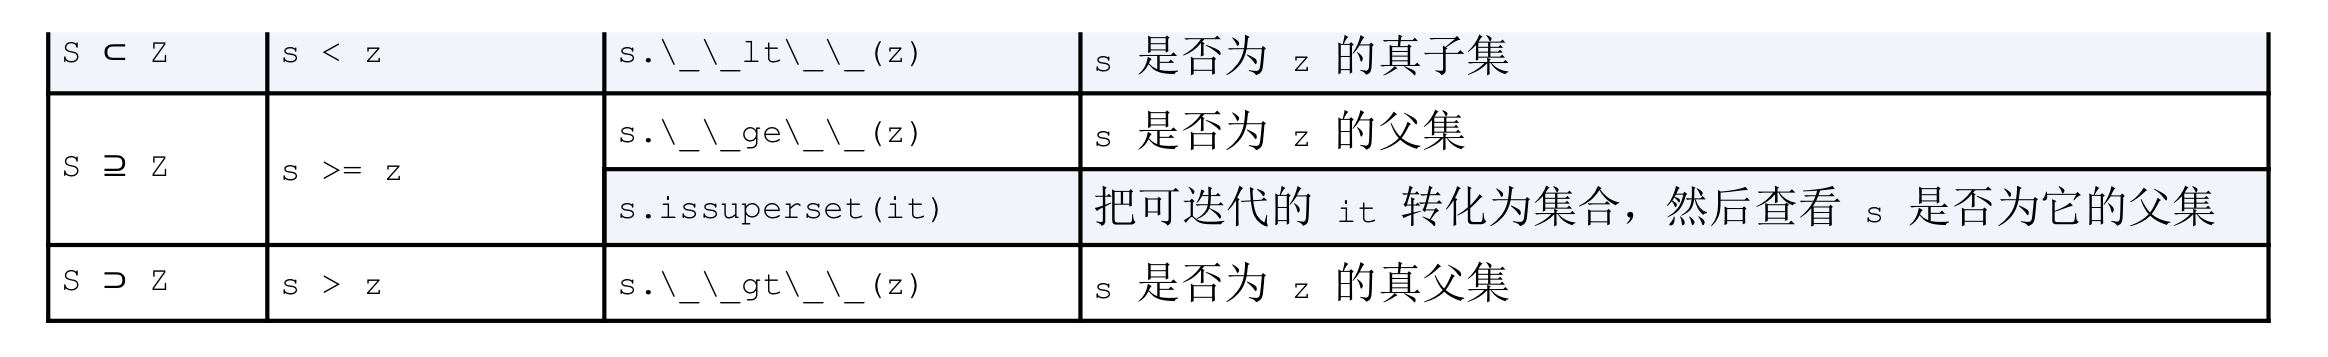 S ⊂ Z s < z s.\_\_lt\_\_(z) s 是否为 z 的真子集
S ⊇ Z s >= z s.\_\_ge\_\_(z) s 是否为 z 的父集
s.issuperset(it) 把可迭代的 it 转化为集合，然后查看 s 是否为它的父集
S ⊃ Z s > z s.\_\_gt\_\_(z) s 是否为 z 的真父集